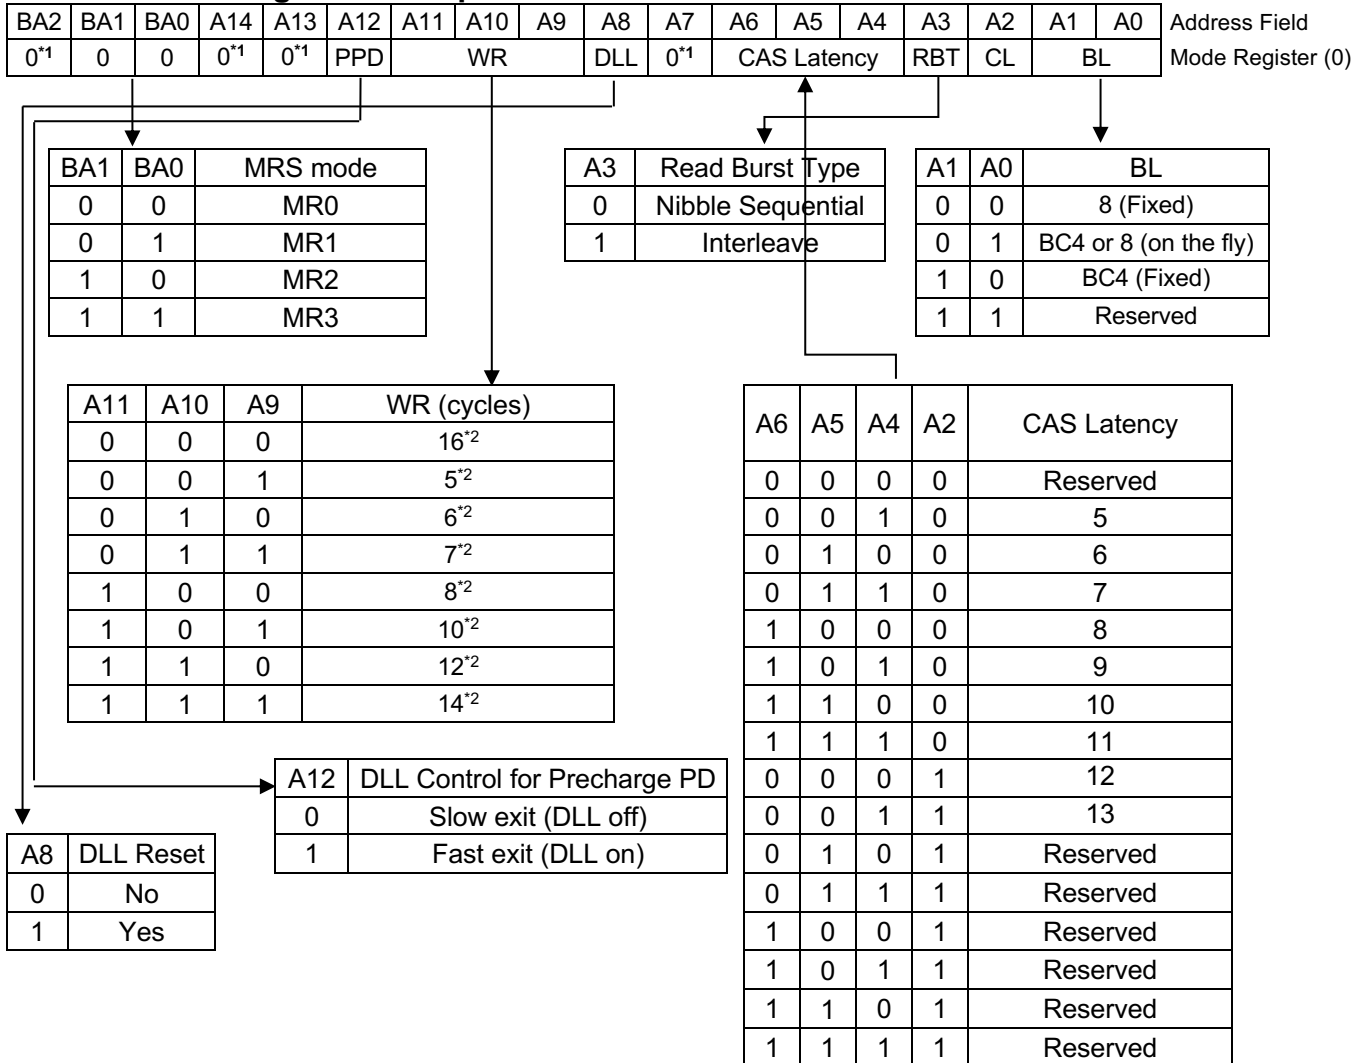 BA2 BA1 BA0 A14 A13 A12 A11 A10 A9 A8 A7 A6 A5 A4 A3 A2 A1 A0 Address Field
0*1 0 0 0*1 0*1 PPD WR DLL 0*1 CAS Latency RBT CL BL Mode Register (0)
BA1 BA0 MRS mode
0 0 MR0
0 1 MR1
1 0 MR2
1 1 MR3
A3 Read Burst Type
0 Nibble Sequential
1 Interleave
A1 A0 BL
0 0 8 (Fixed)
0 1 BC4 or 8 (on the fly)
1 0 BC4 (Fixed)
1 1 Reserved
A11 A10 A9 WR (cycles)
0 0 0 16*2
0 0 1 5*2
0 1 0 6*2
0 1 1 7*2
1 0 0 8*2
1 0 1 10*2
1 1 0 12*2
1 1 1 14*2
A6 A5 A4 A2 CAS Latency
0 0 0 0 Reserved
0 0 1 0 5
0 1 0 0 6
0 1 1 0 7
1 0 0 0 8
1 0 1 0 9
1 1 0 0 10
1 1 1 0 11
0 0 0 1 12
0 0 1 1 13
0 1 0 1 Reserved
0 1 1 1 Reserved
1 0 0 1 Reserved
1 0 1 1 Reserved
1 1 0 1 Reserved
1 1 1 1 Reserved
A12 DLL Control for Precharge PD
0 Slow exit (DLL off)
1 Fast exit (DLL on)
A8 DLL Reset
0 No
1 Yes